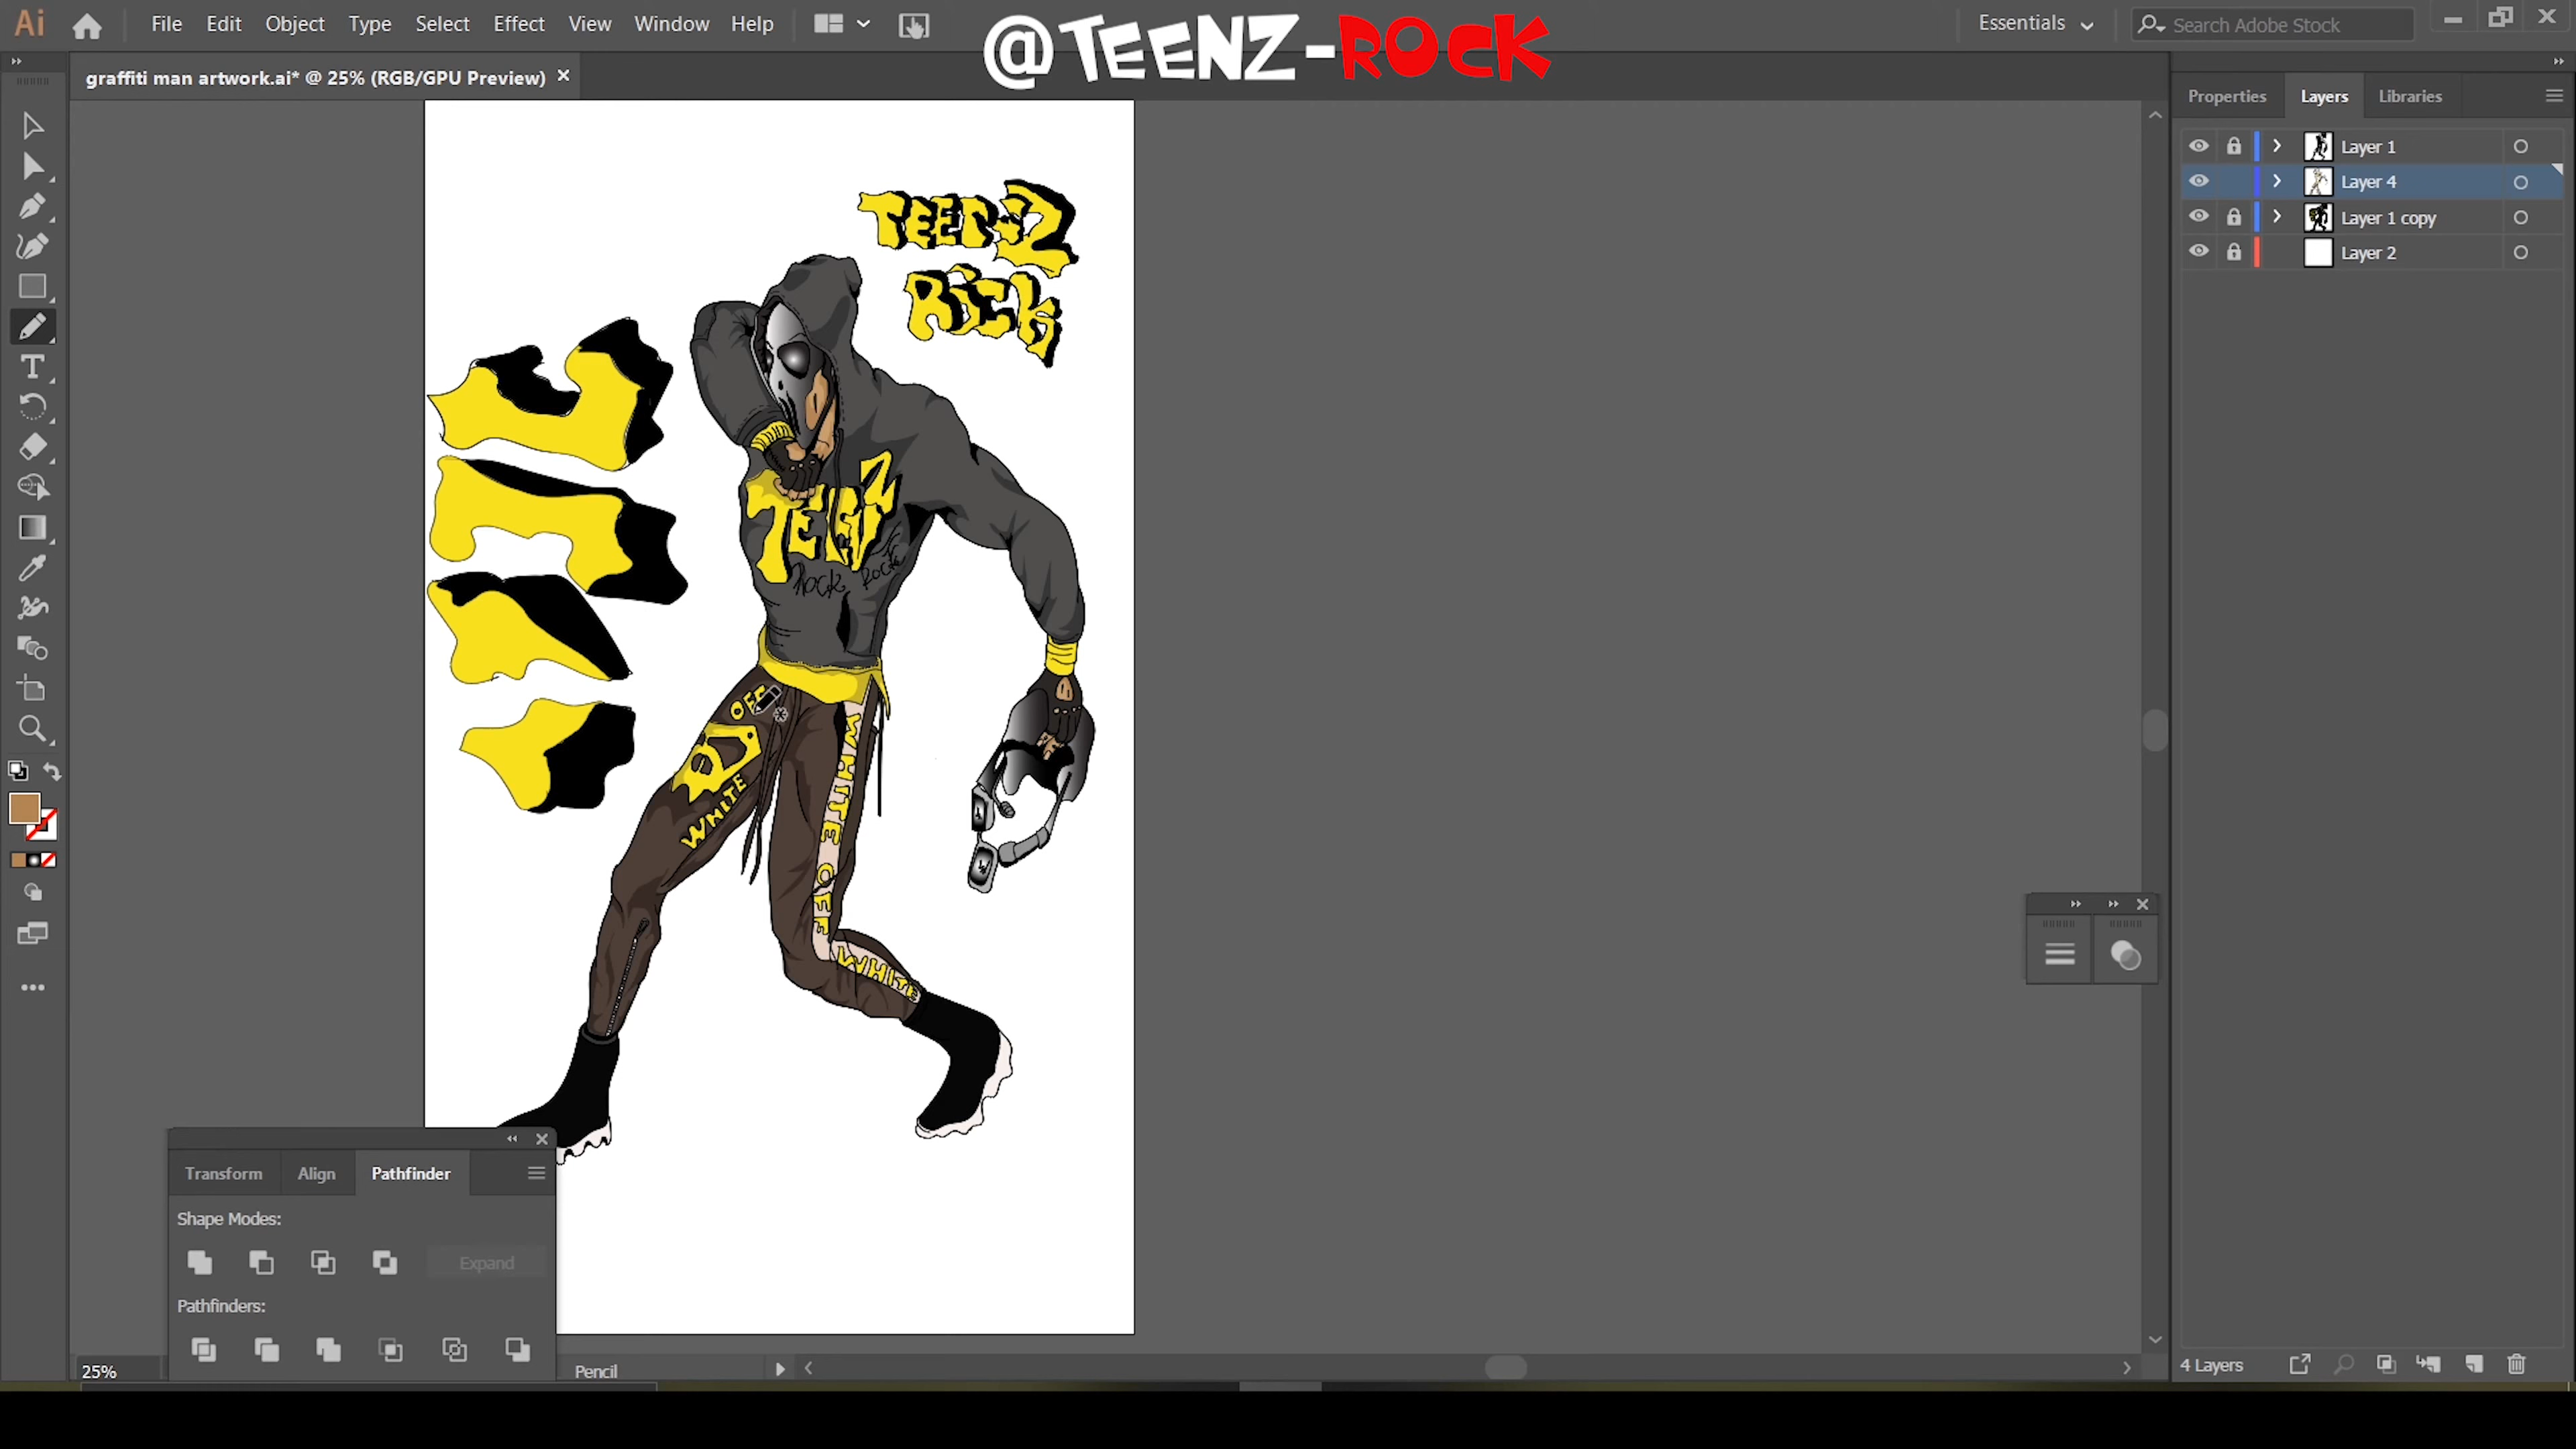 Ai File Edit Object Type Select Effect View Window Help
@TEENZ-ROCK
Essentials
Search Adobe Stock
graffiti man artwork.ai* @ 25% (RGB/GPU Preview)
Properties Layers Libraries
Layer 1
Layer 4
Layer 1 copy
Layer 2
TEENZ
ROCK
TEENZ
Rock Rock
OFF
WHITE
WHITE OFF
WHITE
Transform Align Pathfinder
Shape Modes:
Expand
Pathfinders:
25%
Pencil
4 Layers